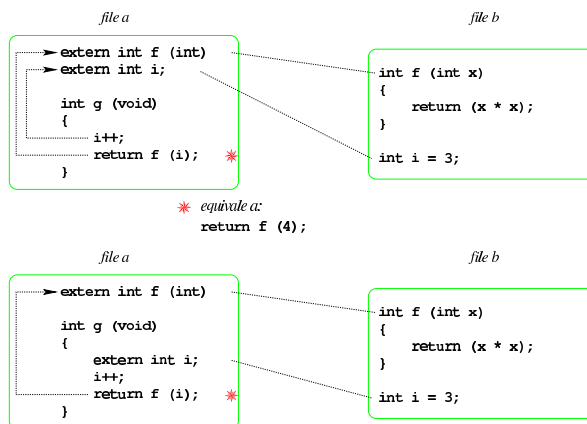 file a
extern int f (int)
extern int i;
int g (void)
{
i++;
return f (i);
}
file b
int f (int x)
{
return (x * x);
}
int i = 3;
equivale a:
return f (4);
file a
extern int f (int)
int g (void)
{
extern int i;
i++;
return f (i);
}
file b
int f (int x)
{
return (x * x);
}
int i = 3;